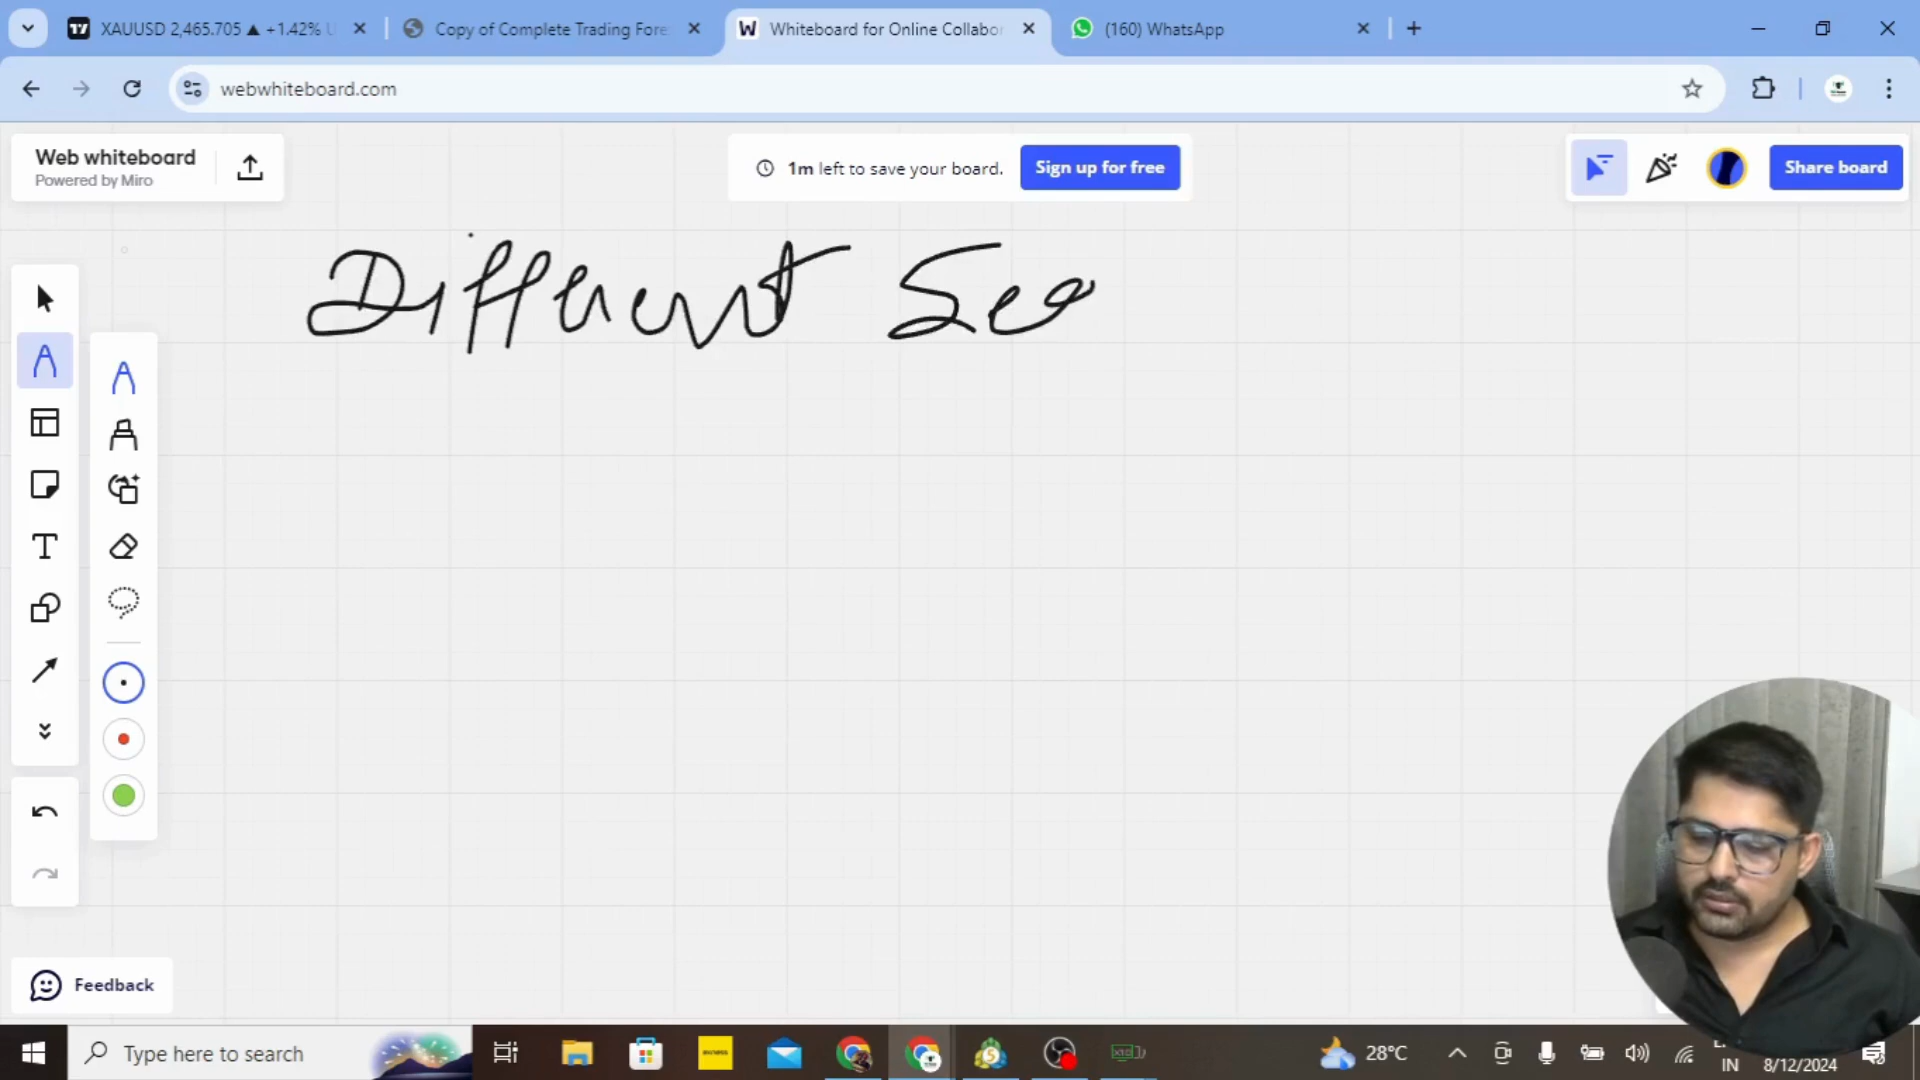 XAUUSD 2,465.705 ▲ +1.42%
Copy of Complete Trading Fore
Whiteboard for Online Collabor
(160) WhatsApp
webwhiteboard.com
Web whiteboard
Powered by Miro
1m left to save your board.
Sign up for free
Share board
Different Ses
T
Feedback
Type here to search
28°C
IN
8/12/2024